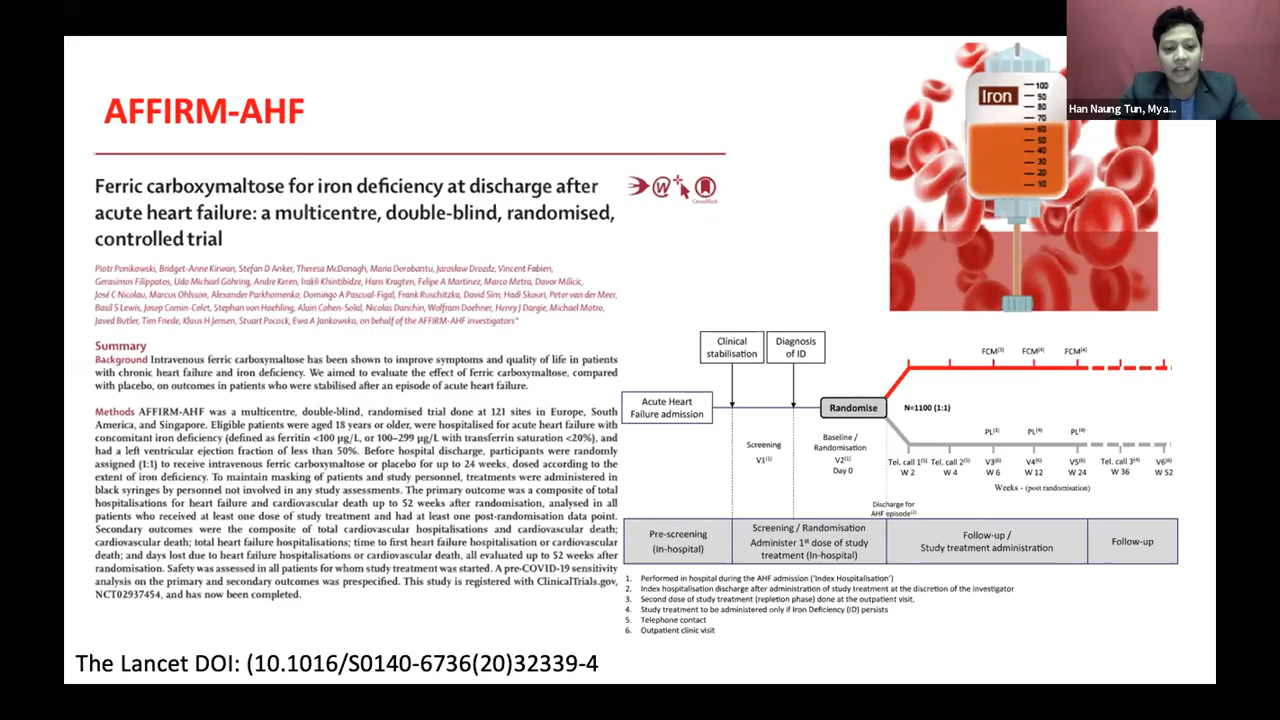 AFFIRM-AHF
Ferric carboxymaltose for iron deficiency at discharge after
acute heart failure: a multicentre, double-blind, randomised,
controlled trial
W
CrossMark
Piotr Ponikowski, Bridget-Anne Kirwan, Stefan D Anker, Theresa McDonagh, Maria Dorobantu, Jarosław Drozdz, Vincent Fabien,
Gerasimos Filippatos, Udo Michael Göhring, Andre Keren, Irakli Khintibidze, Hans Kragten, Felipe A Martinez, Marco Metra, Davor Milicic,
José C Nicolau, Marcus Ohlsson, Alexander Parkhomenko, Domingo A Pascual-Figal, Frank Ruschitzka, David Sim, Hadi Skouri, Peter van der Meer,
Basil S Lewis, Josep Comin-Colet, Stephan von Haehling, Alain Cohen-Solal, Nicolas Danchin, Wolfram Doehner, Henry J Dargie, Michael Motro,
Javed Butler, Tim Friede, Klaus H Jensen, Stuart Pocock, Ewa A Jankowska, on behalf of the AFFIRM-AHF investigators*
Summary
Background Intravenous ferric carboxymaltose has been shown to improve symptoms and quality of life in patients
with chronic heart failure and iron deficiency. We aimed to evaluate the effect of ferric carboxymaltose, compared
with placebo, on outcomes in patients who were stabilised after an episode of acute heart failure.
Methods AFFIRM-AHF was a multicentre, double-blind, randomised trial done at 121 sites in Europe, South
America, and Singapore. Eligible patients were aged 18 years or older, were hospitalised for acute heart failure with
concomitant iron deficiency (defined as ferritin <100 µg/L, or 100–299 µg/L with transferrin saturation <20%), and
had a left ventricular ejection fraction of less than 50%. Before hospital discharge, participants were randomly
assigned (1:1) to receive intravenous ferric carboxymaltose or placebo for up to 24 weeks, dosed according to the
extent of iron deficiency. To maintain masking of patients and study personnel, treatments were administered in
black syringes by personnel not involved in any study assessments. The primary outcome was a composite of total
hospitalisations for heart failure and cardiovascular death up to 52 weeks after randomisation, analysed in all
patients who received at least one dose of study treatment and had at least one post-randomisation data point.
Secondary outcomes were the composite of total cardiovascular hospitalisations and cardiovascular death;
cardiovascular death; total heart failure hospitalisations; time to first heart failure hospitalisation or cardiovascular
death; and days lost due to heart failure hospitalisations or cardiovascular death, all evaluated up to 52 weeks after
randomisation. Safety was assessed in all patients for whom study treatment was started. A pre-COVID-19 sensitivity
analysis on the primary and secondary outcomes was prespecified. This study is registered with ClinicalTrials.gov,
NCT02937454, and has now been completed.
The Lancet DOI: (10.1016/S0140-6736(20)32339-4
Iron
100
90
80
70
60
50
40
30
20
10
Han Naung Tun, Mya...
Clinical
stabilisation
Diagnosis
of ID
Acute Heart
Failure admission
Randomise
N=1100 (1:1)
FCM(3) FCM(4) FCM(4)
PL(3) PL(4) PL(4)
Screening
V1(1)
Baseline /
Randomisation
V2(1)
Day 0
Tel. call 1(5) Tel. call 2(5) V3(6) V4(6) V5(6) Tel. call 3(4) V6(6)
W 2 W 4 W 6 W 12 W 24 W 36 W 52
Weeks - (post randomisation)
Discharge for
AHF episode(2)
Pre-screening
(In-hospital)
Screening / Randomisation
Administer 1st dose of study
treatment (In-hospital)
Follow-up /
Study treatment administration
Follow-up
1. Performed in hospital during the AHF admission ('Index Hospitalisation')
2. Index hospitalisation discharge after administration of study treatment at the discretion of the investigator
3. Second dose of study treatment (repletion phase) done at the outpatient visit.
4. Study treatment to be administered only if Iron Deficiency (ID) persists
5. Telephone contact
6. Outpatient clinic visit